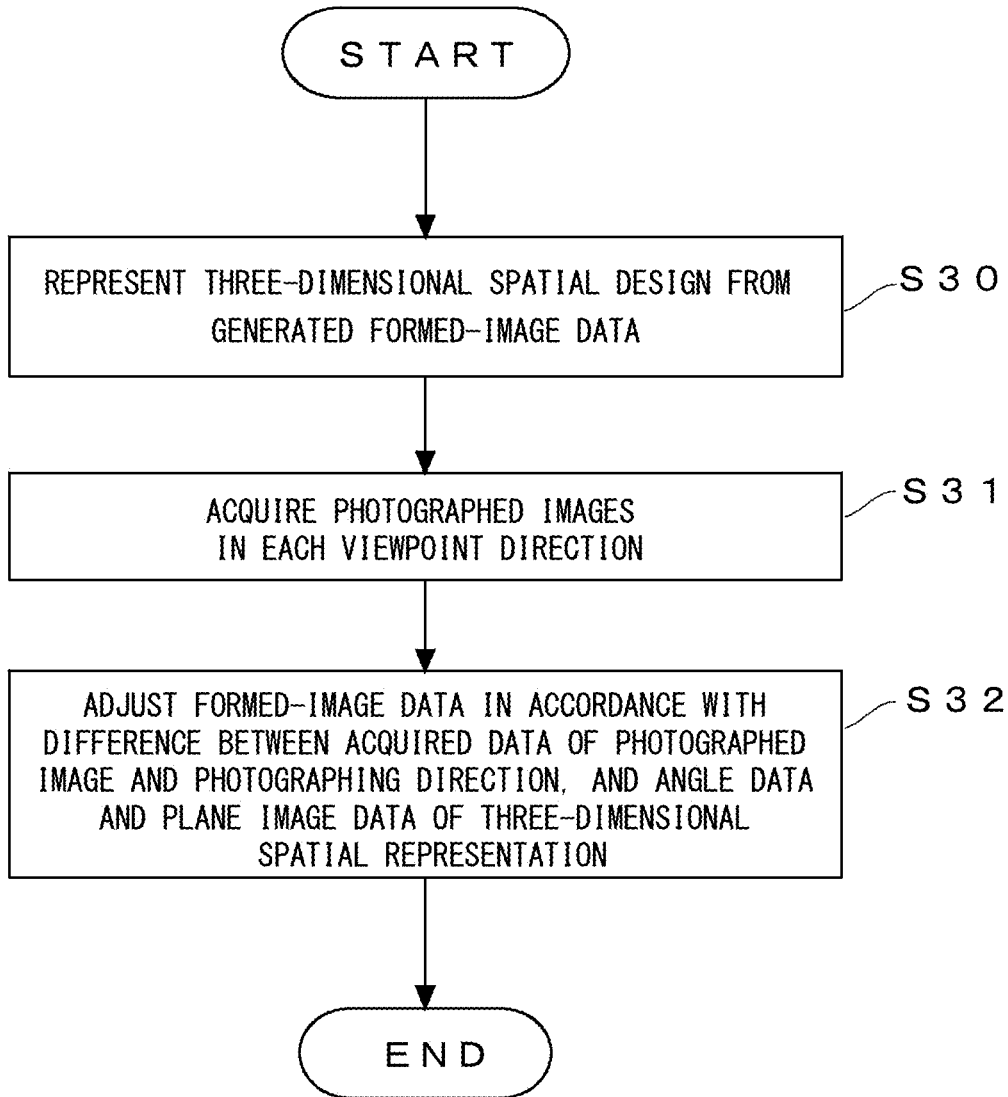 START
REPRESENT THREE-DIMENSIONAL SPATIAL DESIGN FROM
GENERATED FORMED-IMAGE DATA
S30
ACQUIRE PHOTOGRAPHED IMAGES
IN EACH VIEWPOINT DIRECTION
S31
ADJUST FORMED-IMAGE DATA IN ACCORDANCE WITH
DIFFERENCE BETWEEN ACQUIRED DATA OF PHOTOGRAPHED
IMAGE AND PHOTOGRAPHING DIRECTION, AND ANGLE DATA
AND PLANE IMAGE DATA OF THREE-DIMENSIONAL
SPATIAL REPRESENTATION
S32
END